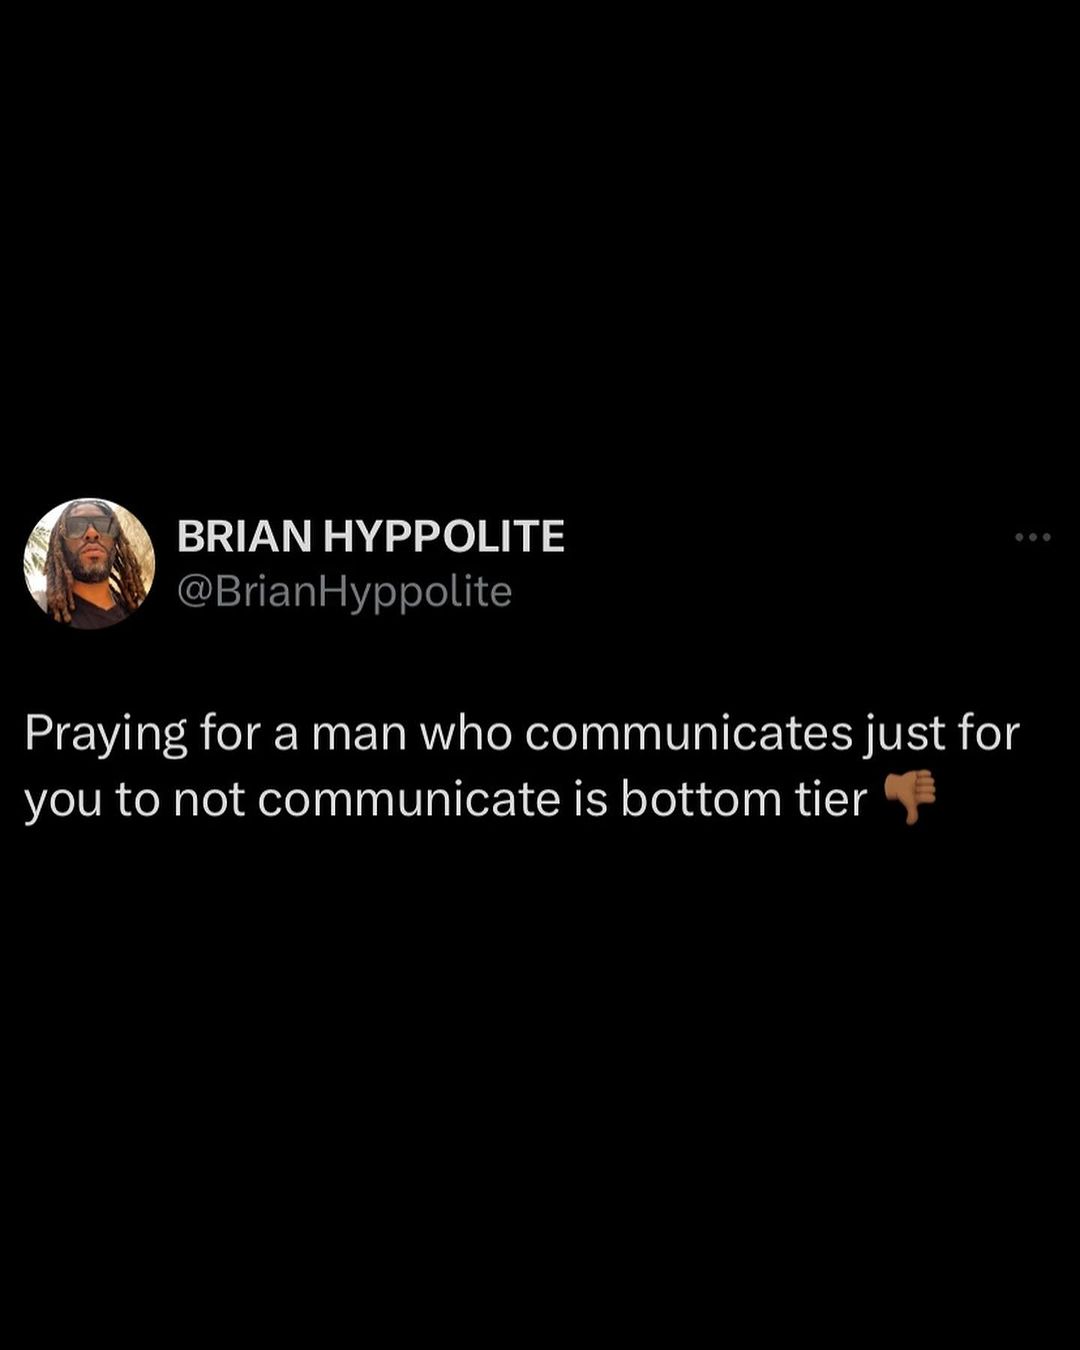 BRIAN HYPPOLITE
@BrianHyppolite
Praying for a man who communicates just for
you to not communicate is bottom tier 👎🏾